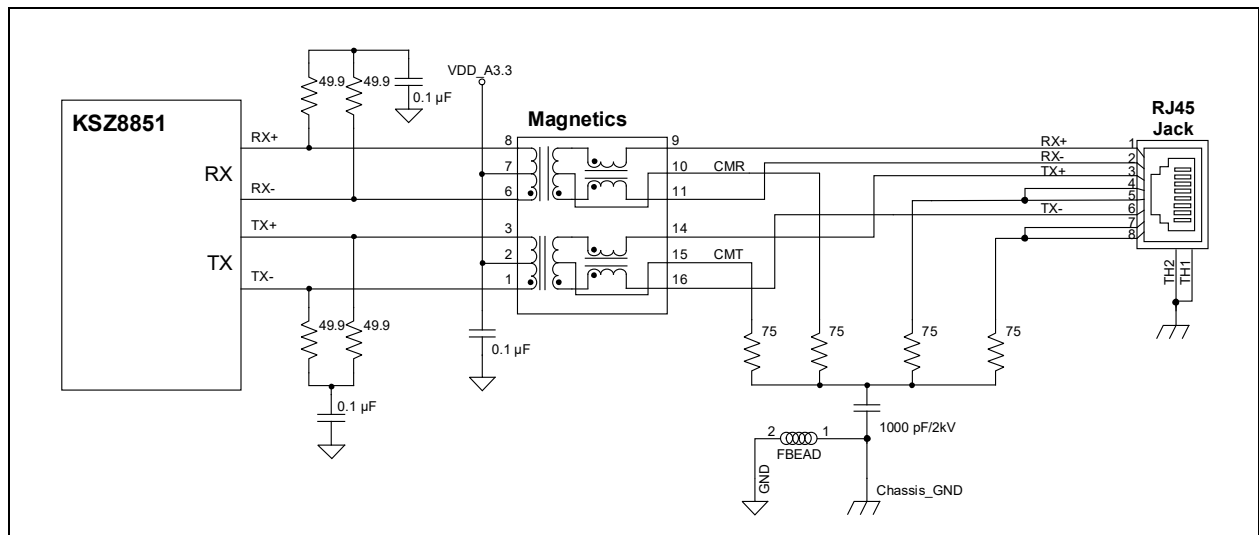 49.9
49.9
0.1 µF
VDD_A3.3
KSZ8851
Magnetics
RJ45
Jack
RX+
8
9
RX+
1
RX-
2
RX
7
10
CMR
TX+
3
4
RX-
6
11
5
TX+
3
14
TX-
6
7
TX
2
15
CMT
8
TX-
1
16
TH2
TH1
49.9
49.9
0.1 µF
75
75
75
75
0.1 µF
1000 pF/2kV
2
1
FBEAD
GND
Chassis_GND